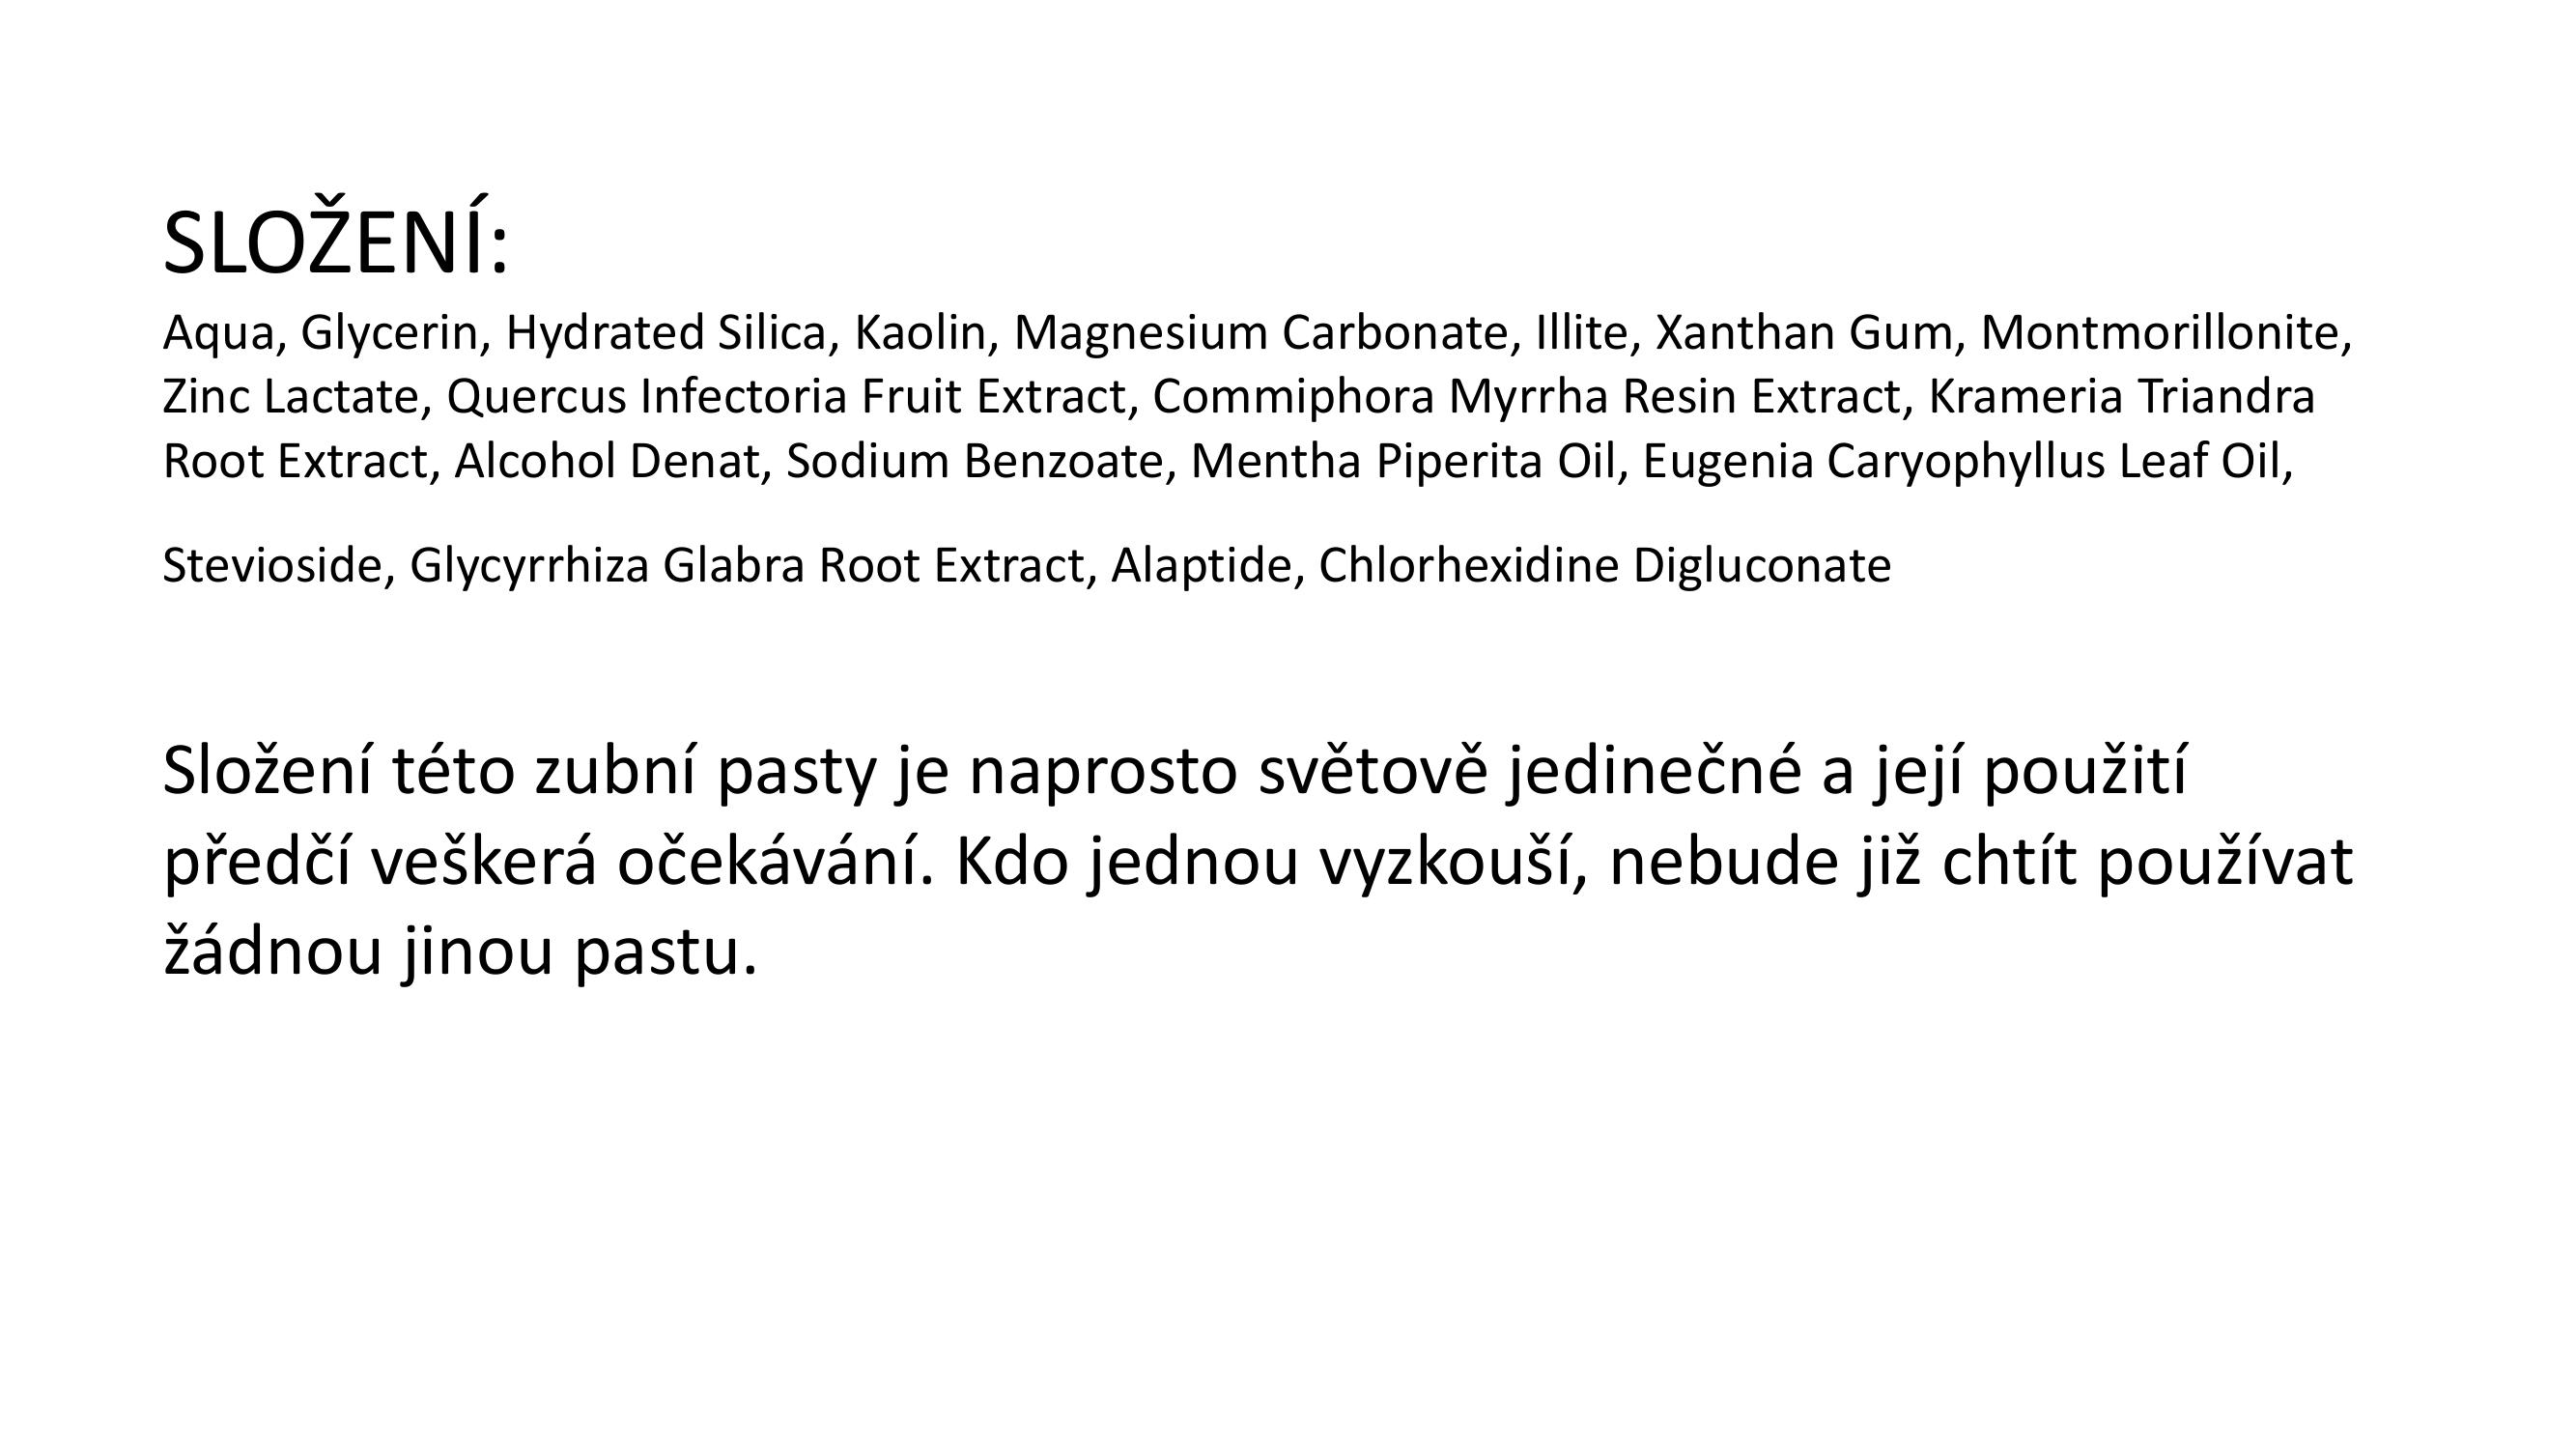 SLOŽENÍ:
Aqua, Glycerin, Hydrated Silica, Kaolin, Magnesium Carbonate, Illite, Xanthan Gum, Montmorillonite,
Zinc Lactate, Quercus Infectoria Fruit Extract, Commiphora Myrrha Resin Extract, Krameria Triandra
Root Extract, Alcohol Denat, Sodium Benzoate, Mentha Piperita Oil, Eugenia Caryophyllus Leaf Oil,
Stevioside, Glycyrrhiza Glabra Root Extract, Alaptide, Chlorhexidine Digluconate
Složení této zubní pasty je naprosto světově jedinečné a její použití
předčí veškerá očekávání. Kdo jednou vyzkouší, nebude již chtít používat
žádnou jinou pastu.